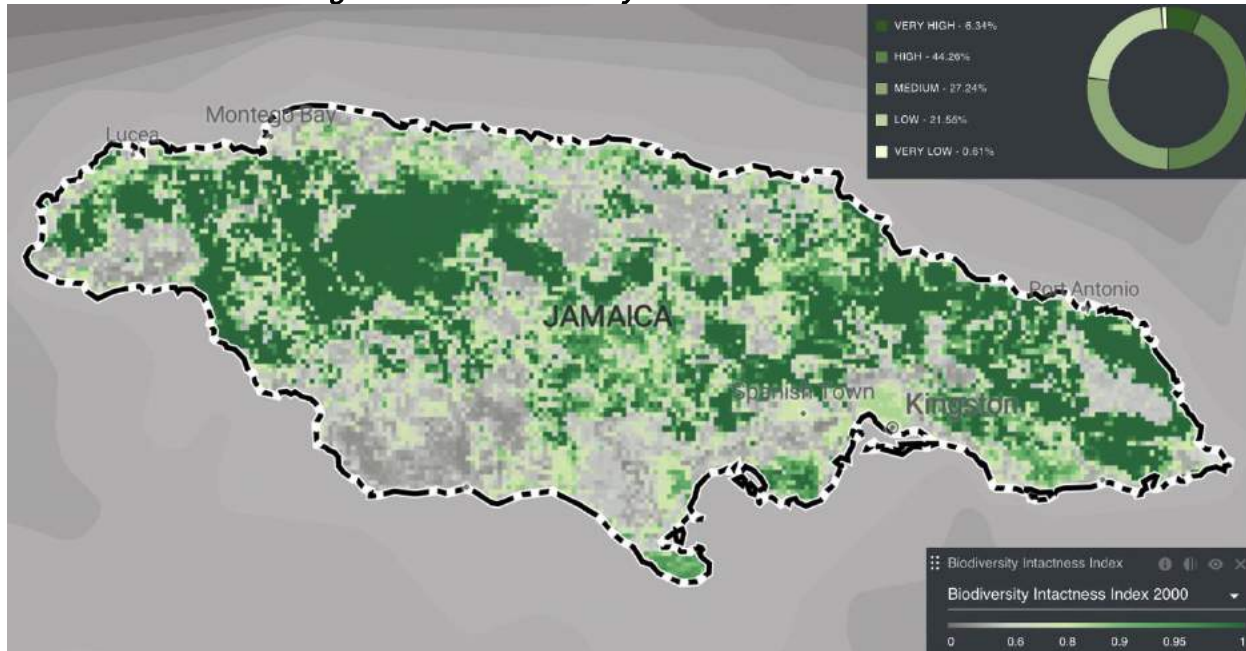 VERY HIGH - 6.34%
HIGH - 44.26%
MEDIUM - 27.24%
LOW - 21.55%
VERY LOW - 0.61%
Montego Bay
Lucea
Port Antonio
JAMAICA
Spanish Town
Kingston
Biodiversity Intactness Index
Biodiversity Intactness Index 2000
0 0.6 0.8 0.9 0.95 1